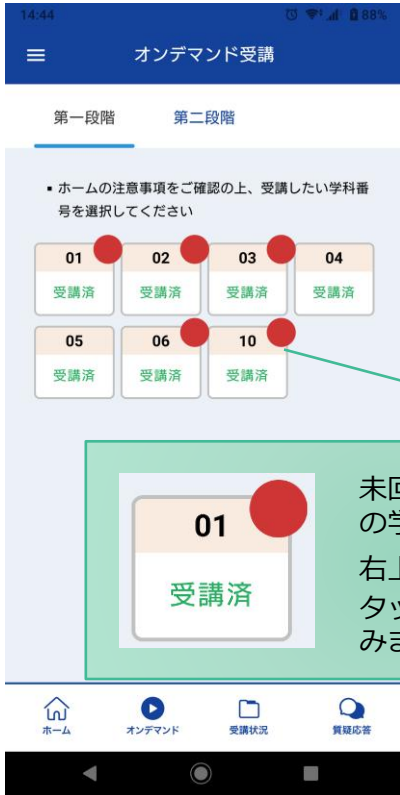 14:44 88%
オンデマンド受講
第一段階 第二段階
▪ ホームの注意事項をご確認の上、受講したい学科番
号を選択してください
01 02 03 04
受講済 受講済 受講済 受講済
05 06 10
受講済 受講済 受講済
01
受講済
未回
の学
右上
タッ
みま
ホーム オンデマンド 受講状況 質疑応答